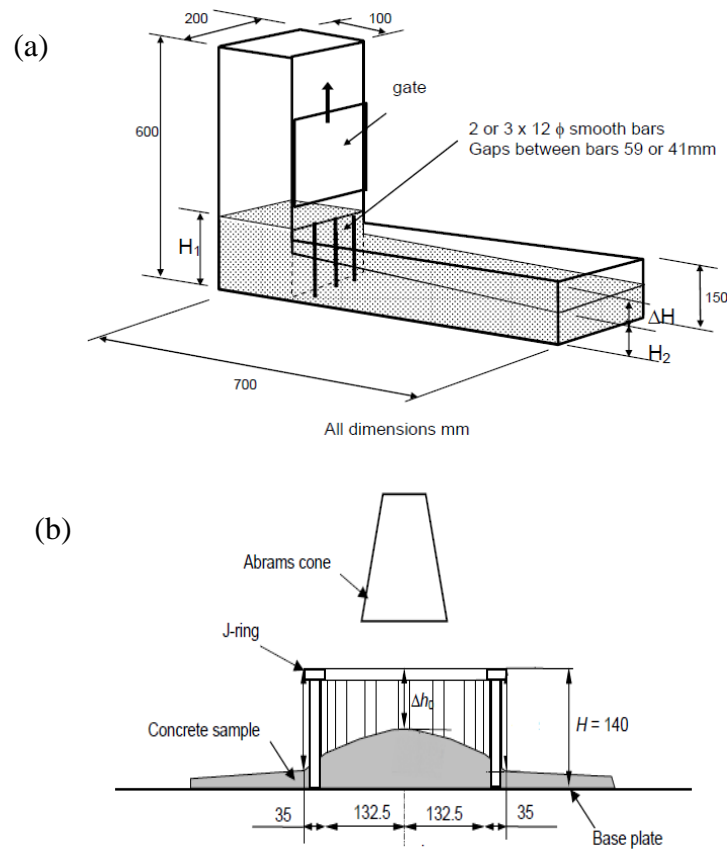 (a)
200
100
gate
600
2 or 3 x 12 ϕ smooth bars
Gaps between bars 59 or 41mm
H1
150
ΔH
H2
700
All dimensions mm
(b)
Abrams cone
J-ring
Δh0
H = 140
Concrete sample
35
132.5
132.5
35
Base plate